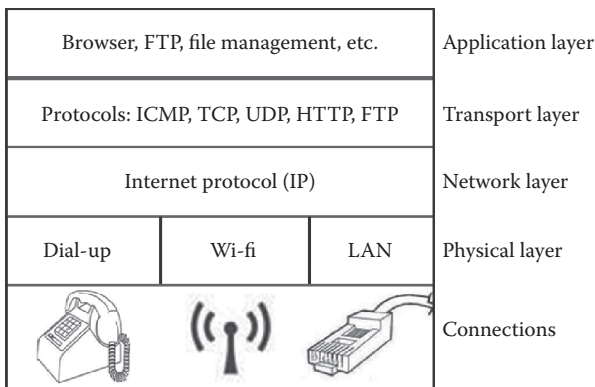 Browser, FTP, file management, etc. Application layer
Protocols: ICMP, TCP, UDP, HTTP, FTP Transport layer
Internet protocol (IP) Network layer
Dial-up Wi-fi LAN Physical layer
Connections